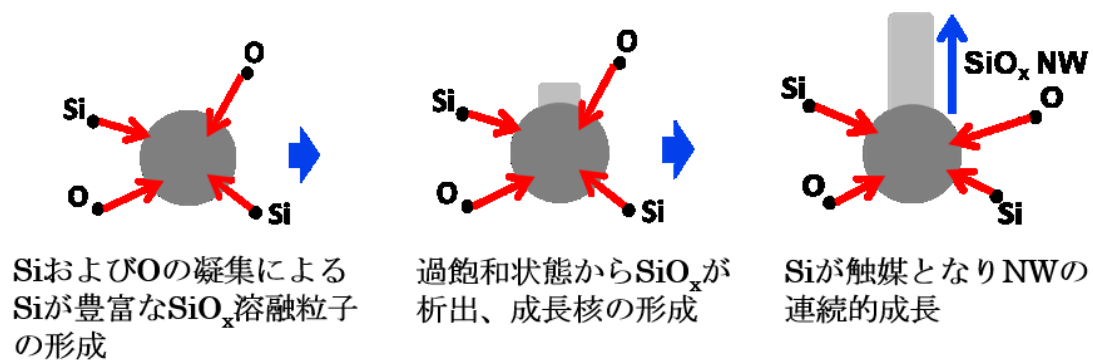 O
Si
O
Si
O
Si
O
Si
SiOₓ NW
Si
O
O
Si
SiおよびOの凝集による
Siが豊富なSiOₓ溶融粒子
の形成
過飽和状態からSiOₓが
析出、成長核の形成
Siが触媒となりNWの
連続的成長